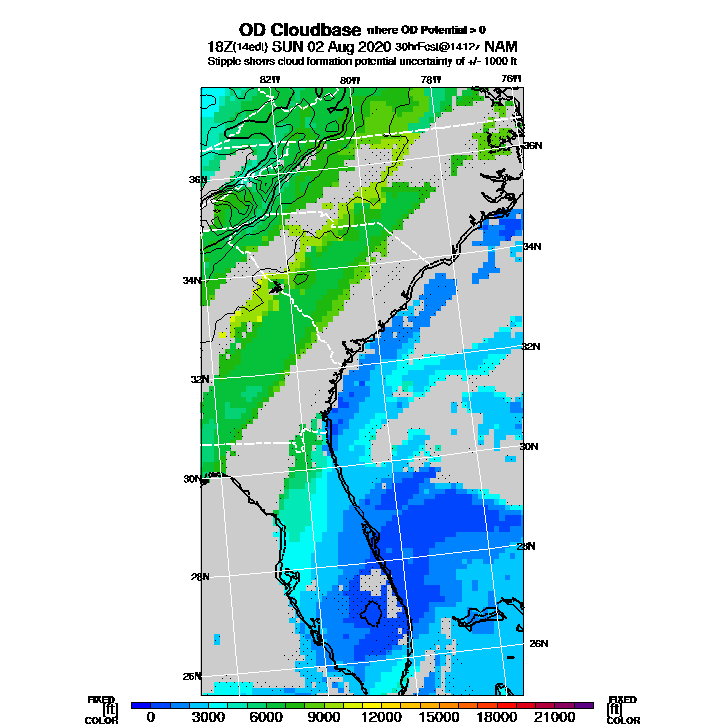 OD Cloudbase where OD Potential > 0
18Z(14edt) SUN 02 Aug 2020 30hrFcst@1412z NAM
Stipple shows cloud formation potential uncertainty of +/- 1000 ft
82W 80W 78W 76W
36N
36N
34N
34N
32N
32N
30N
30N
28N
28N
26N
26N
FIXED
[ft]
COLOR
0 3000 6000 9000 12000 15000 18000 21000
FIXED
[ft]
COLOR